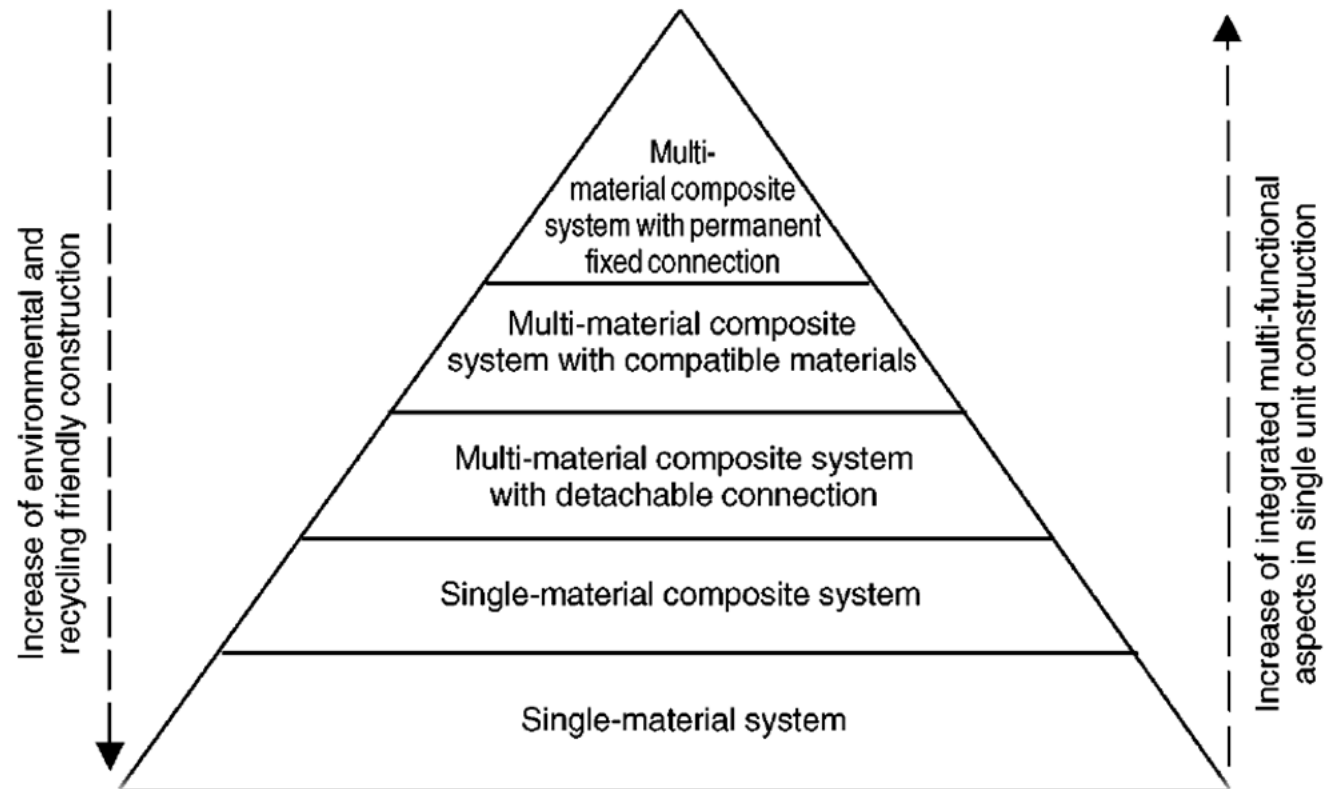 Increase of environmental and
recycling friendly construction
Multi-
material composite
system with permanent
fixed connection
Multi-material composite
system with compatible materials
Multi-material composite system
with detachable connection
Single-material composite system
Single-material system
Increase of integrated multi-functional
aspects in single unit construction